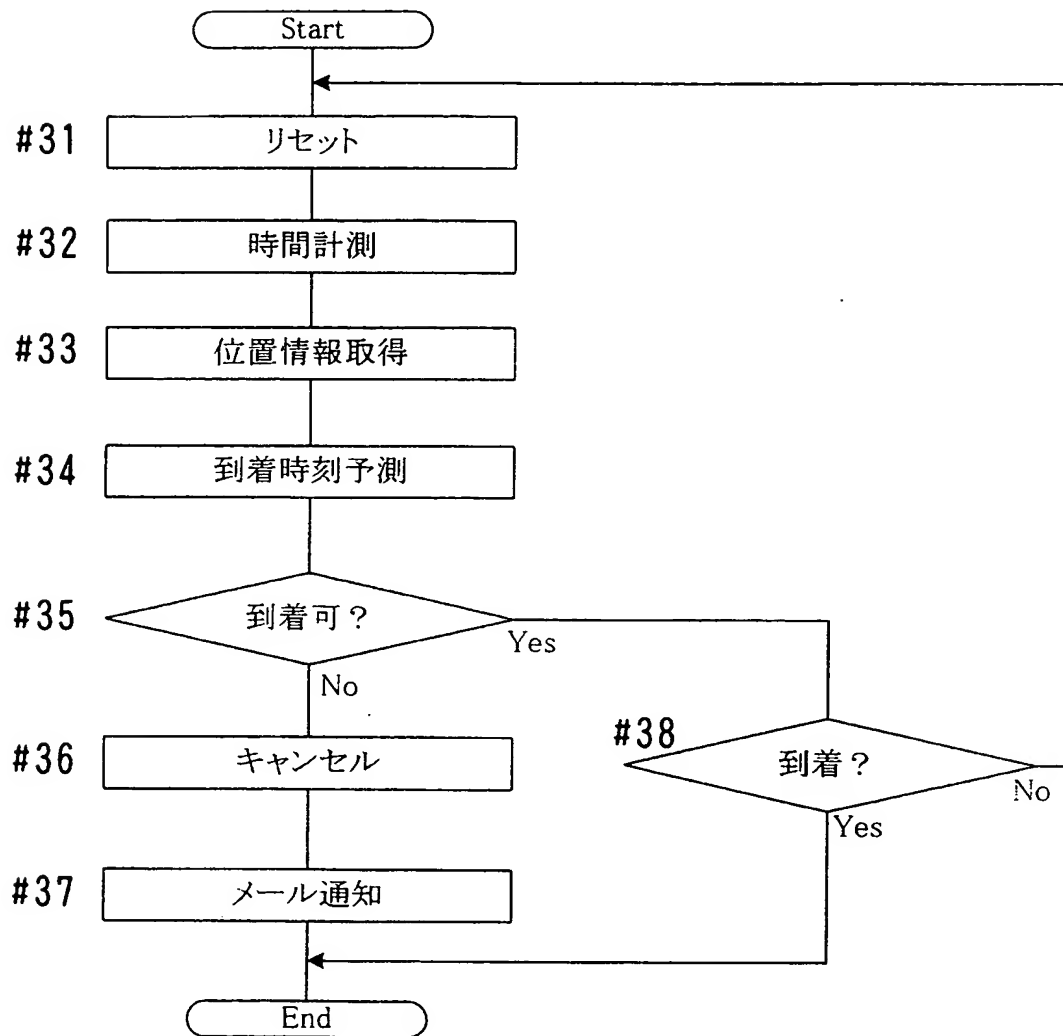 Start
#31 リセット
#32 時間計測
#33 位置情報取得
#34 到着時刻予測
#35 到着可？
Yes
No
#38 到着？
No
Yes
#36 キャンセル
#37 メール通知
End